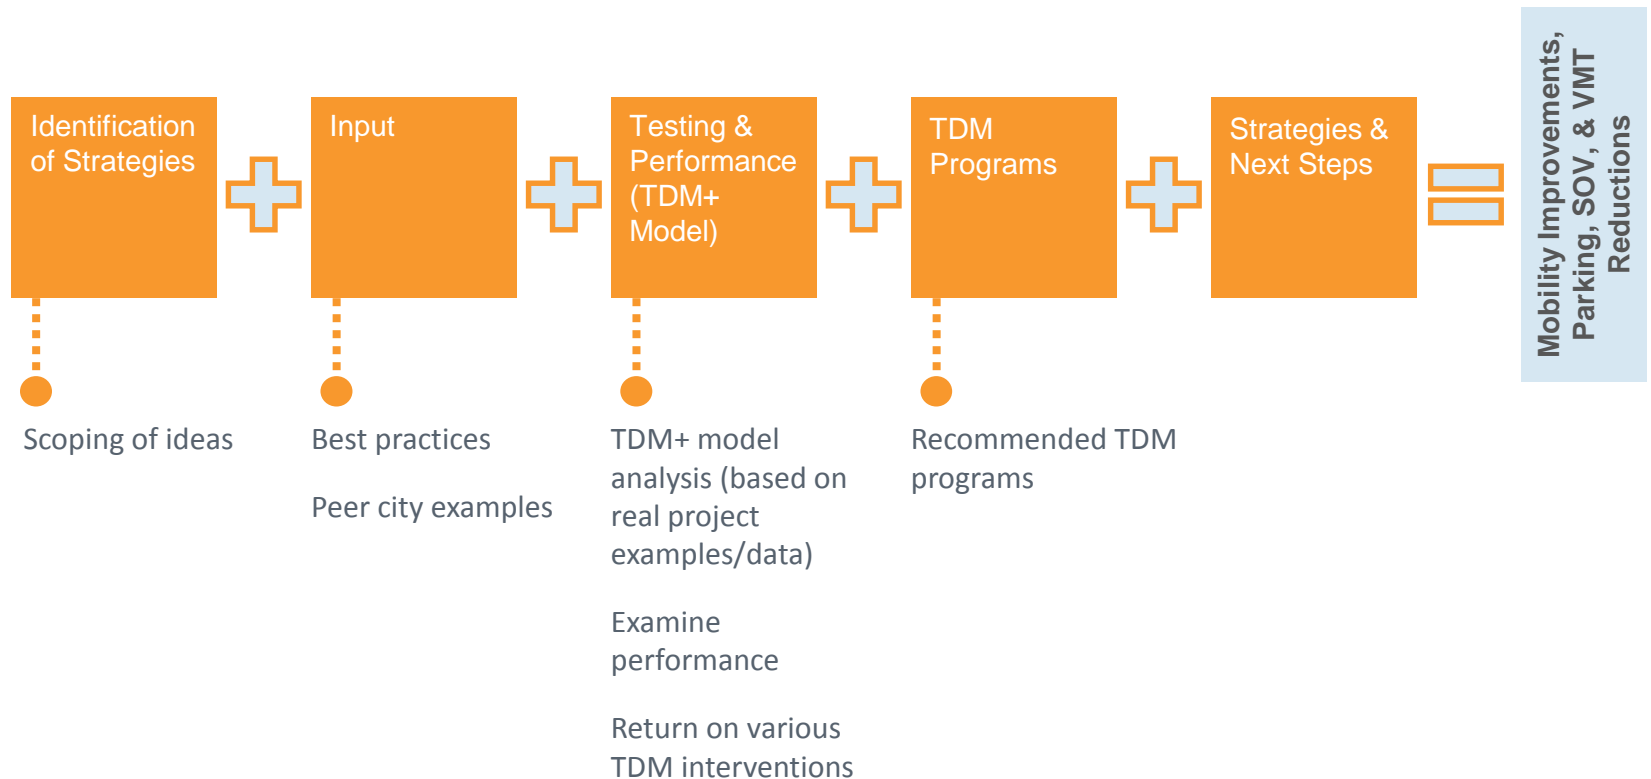 Identification
of Strategies
Input
Testing &
Performance
(TDM+
Model)
TDM
Programs
Strategies &
Next Steps
Mobility Improvements,
Parking, SOV, & VMT
Reductions
Scoping of ideas
Best practices
Peer city examples
TDM+ model
analysis (based on
real project
examples/data)
Examine
performance
Return on various
TDM interventions
Recommended TDM
programs